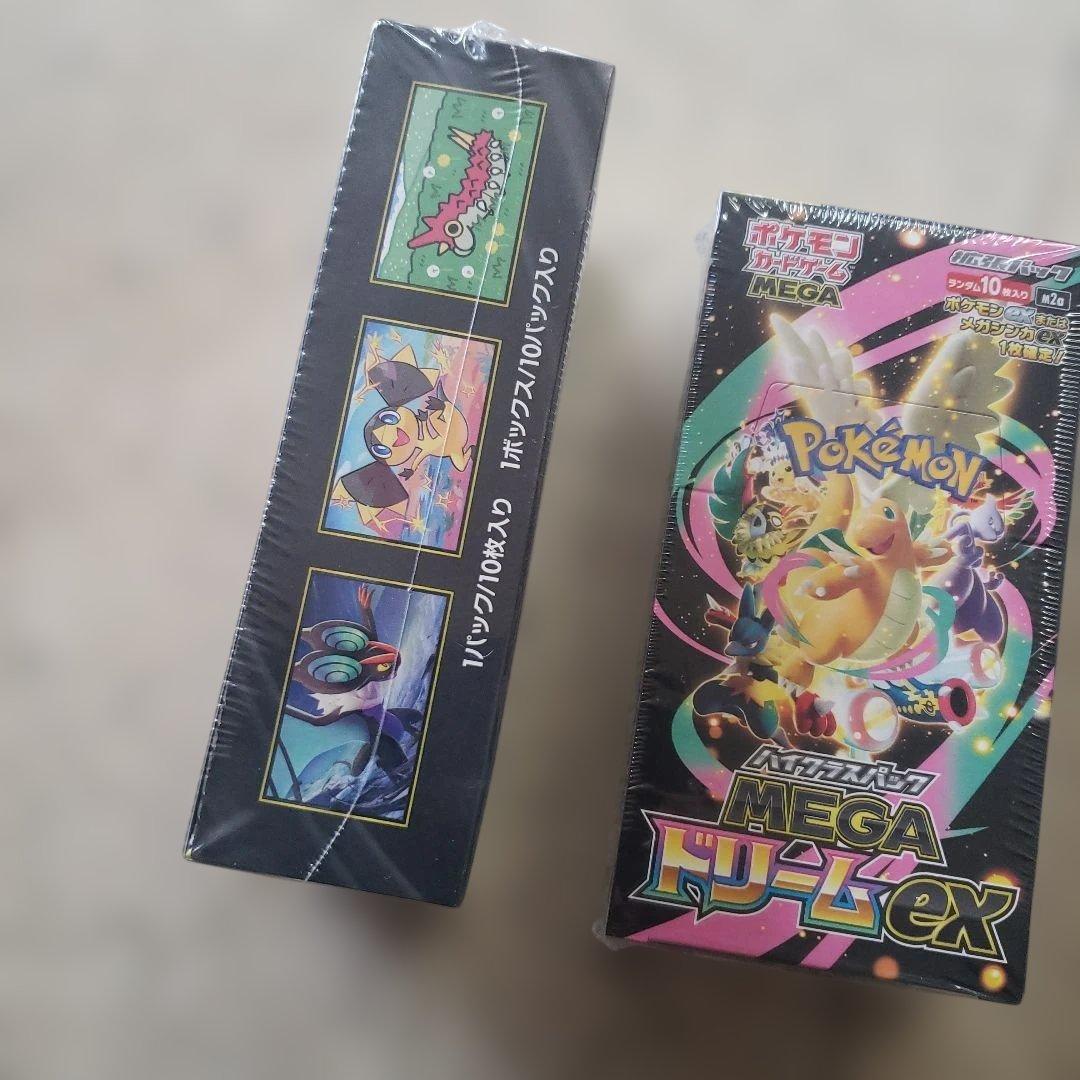 1パック/10枚入り 1ボックス/10パック入り
ポケモン
カードゲーム
MEGA
拡張パック
ランダム10枚入り
M2a
ポケモンexまたは
メガシンカex
1枚確定!
POKéMON
ハイクラスパック
MEGA
ドリームex